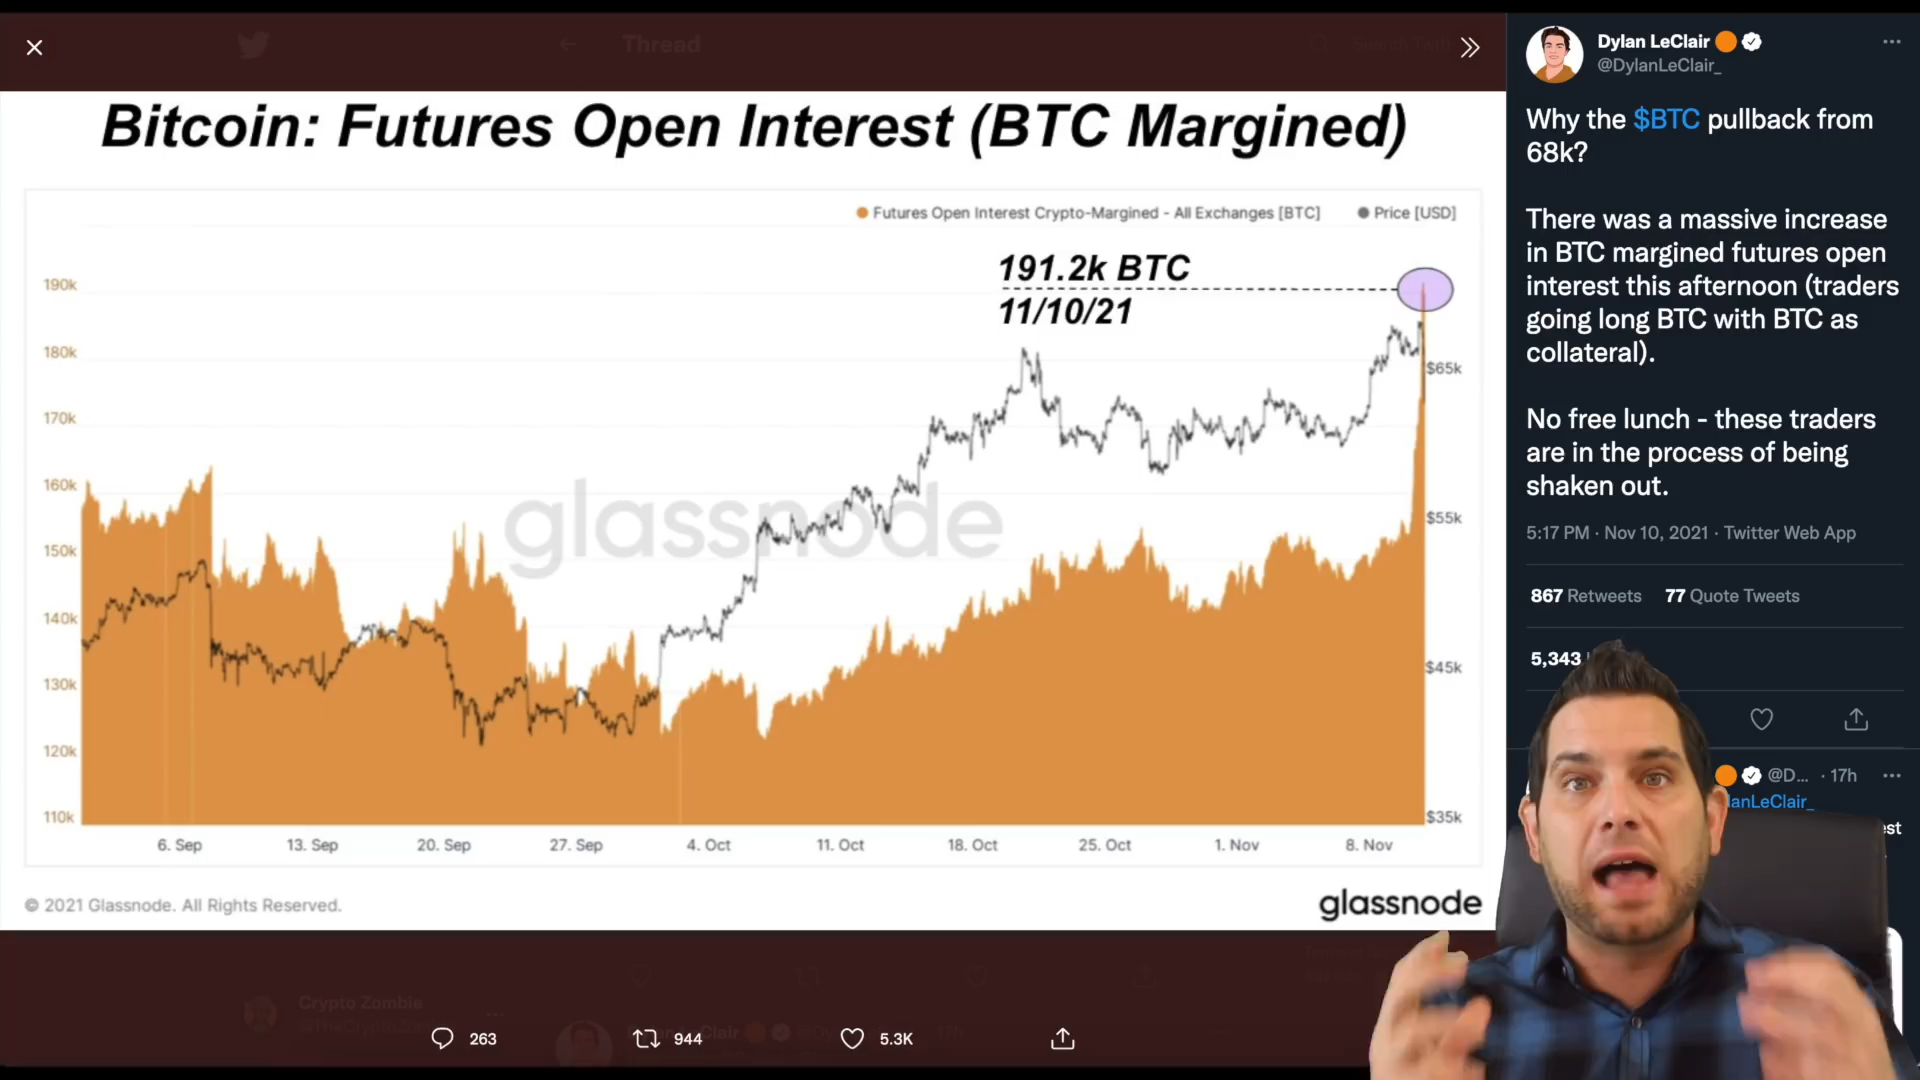 Thread
Bitcoin: Futures Open Interest (BTC Margined)
Futures Open Interest Crypto-Margined - All Exchanges [BTC]
Price [USD]
191.2k BTC
11/10/21
190k
180k
170k
160k
150k
140k
130k
120k
110k
$65k
$55k
$45k
$35k
glassnode
6. Sep
13. Sep
20. Sep
27. Sep
4. Oct
11. Oct
18. Oct
25. Oct
1. Nov
8. Nov
© 2021 Glassnode. All Rights Reserved.
glassnode
Crypto Zombie
263
944
5.3K
Dylan LeClair
@DylanLeClair_
Why the $BTC pullback from
68k?
There was a massive increase
in BTC margined futures open
interest this afternoon (traders
going long BTC with BTC as
collateral).
No free lunch - these traders
are in the process of being
shaken out.
5:17 PM · Nov 10, 2021 · Twitter Web App
867 Retweets 77 Quote Tweets
5,343
@D... · 17h